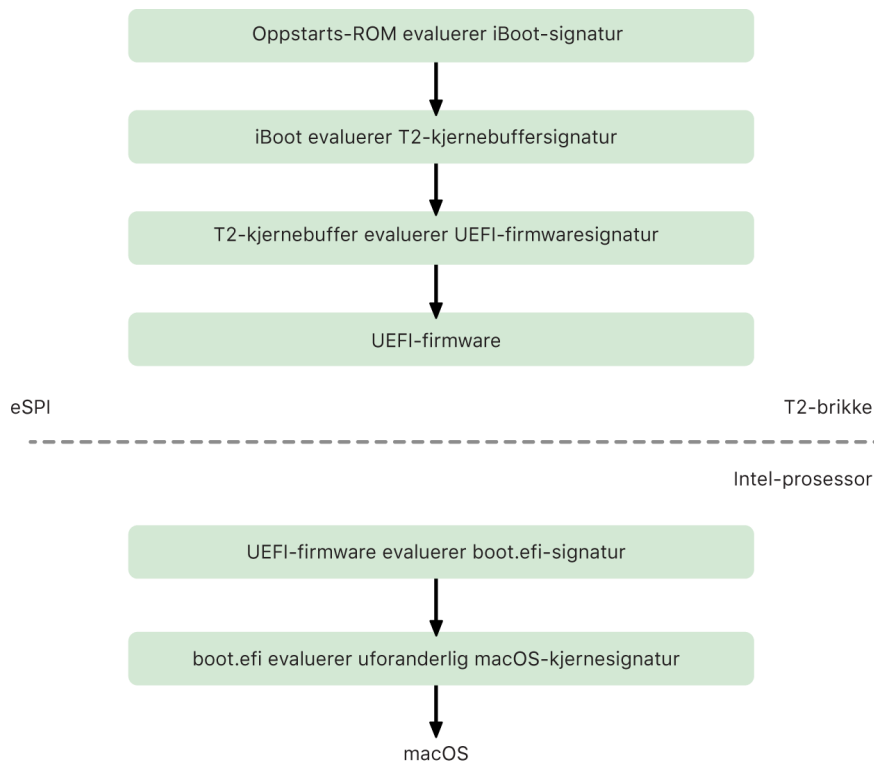 Oppstarts-ROM evaluerer iBoot-signatur
iBoot evaluerer T2-kjernebuffersignatur
T2-kjernebuffer evaluerer UEFI-firmwaresignatur
UEFI-firmware
eSPI
T2-brikke
Intel-prosessor
UEFI-firmware evaluerer boot.efi-signatur
boot.efi evaluerer uforanderlig macOS-kjernesignatur
macOS